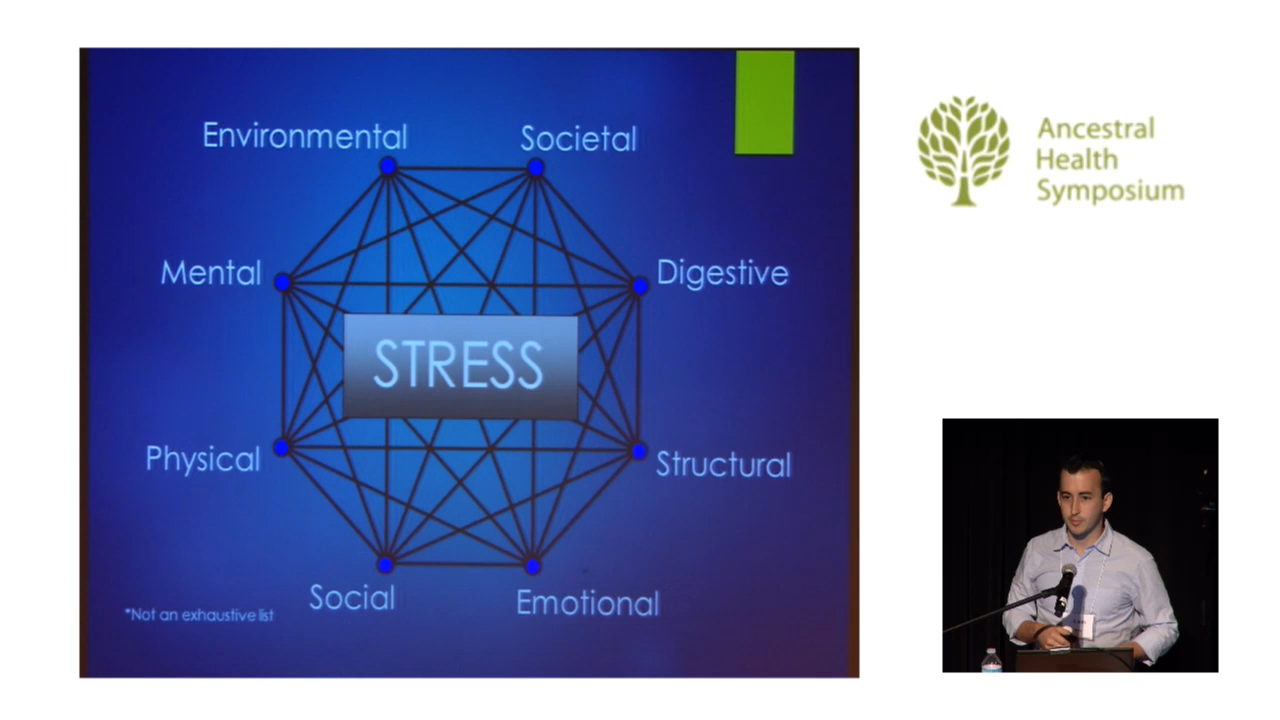 Environmental
Societal
Mental
Digestive
STRESS
Physical
Structural
Social
Emotional
*Not an exhaustive list
Ancestral
Health
Symposium